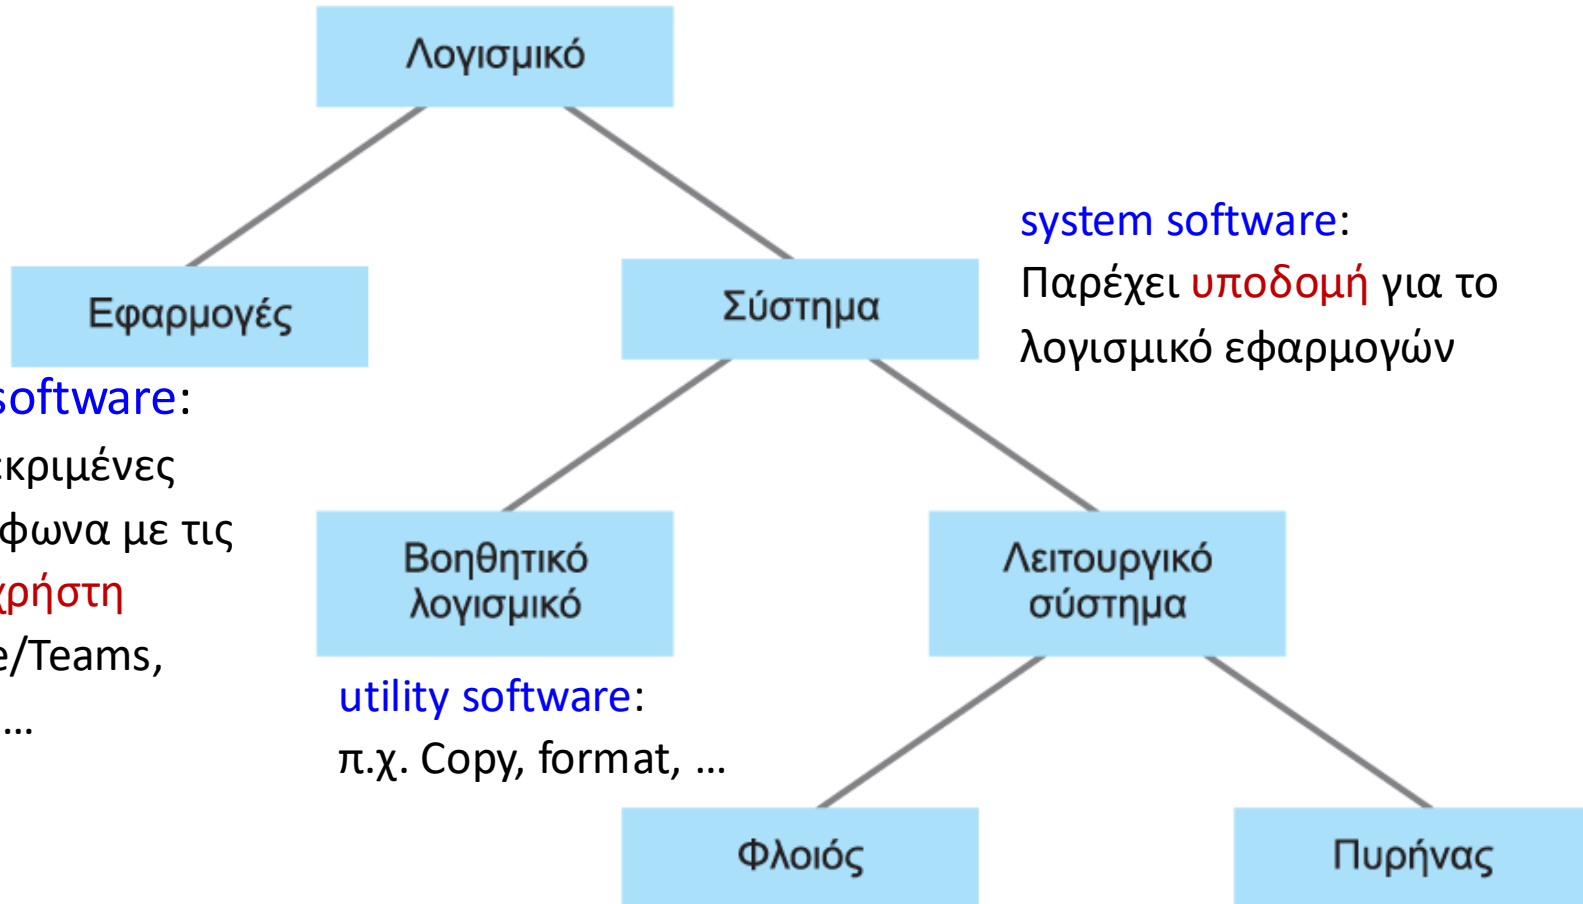 Λογισμικό
system software:
Παρέχει υποδομή για το
λογισμικό εφαρμογών
Εφαρμογές
Σύστημα
software:
φωνα με τις
χρήστη
/Teams,
...
Βοηθητικό
λογισμικό
Λειτουργικό
σύστημα
utility software:
π.χ. Copy, format, ...
Φλοιός
Πυρήνας